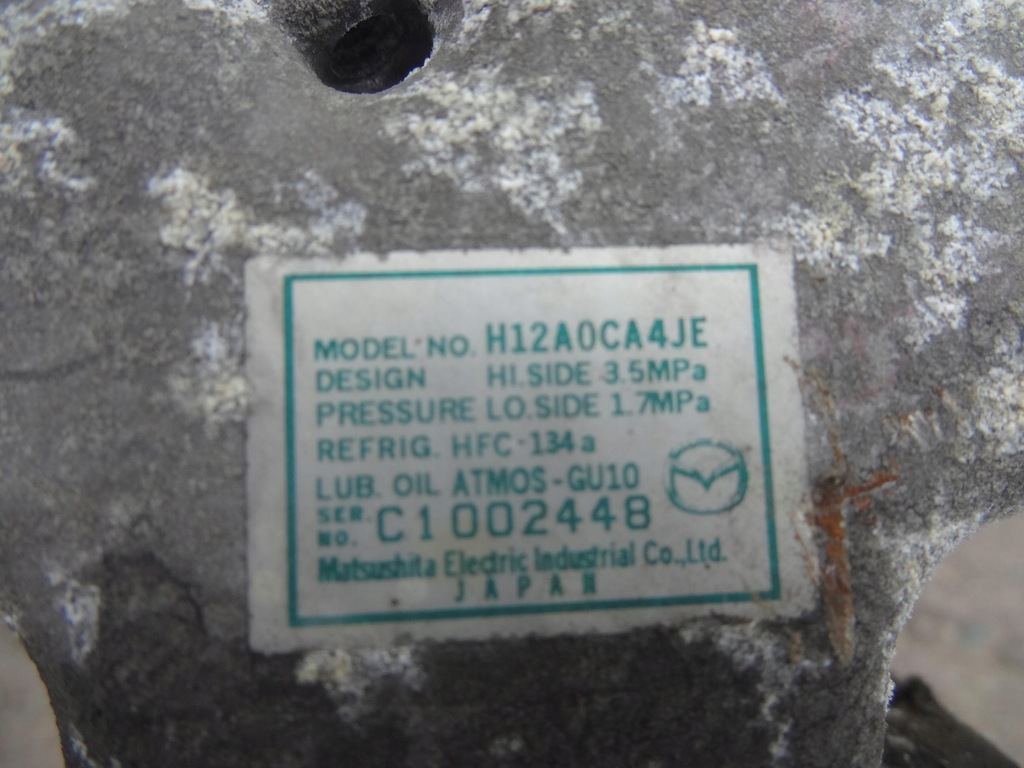 MODEL NO. H12A0CA4JE
DESIGN HI.SIDE 3.5MPa
PRESSURE LO.SIDE 1.7MPa
REFRIG. HFC-134a
LUB. OIL ATMOS-GU10
SER. NO. C1002448
Matsushita Electric Industrial Co.,Ltd.
JAPAN